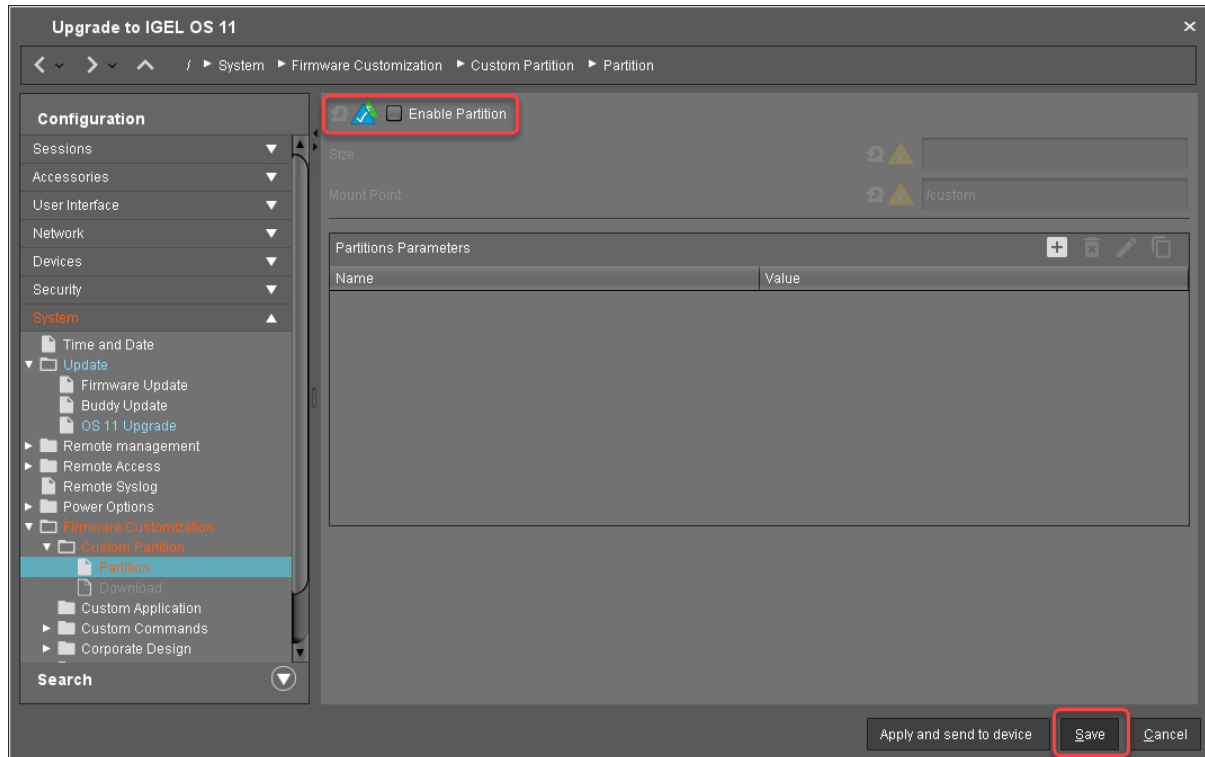 Upgrade to IGEL OS 11
/ System Firmware Customization Custom Partition Partition
Configuration
Sessions
Accessories
User Interface
Network
Devices
Security
System
Time and Date
Update
Firmware Update
Buddy Update
OS 11 Upgrade
Remote management
Remote Access
Remote Syslog
Power Options
Firmware Customization
Custom Partition
Partition
Download
Custom Application
Custom Commands
Corporate Design
Search
Enable Partition
Size
Mount Point /custom
Partitions Parameters
Name Value
Apply and send to device Save Cancel